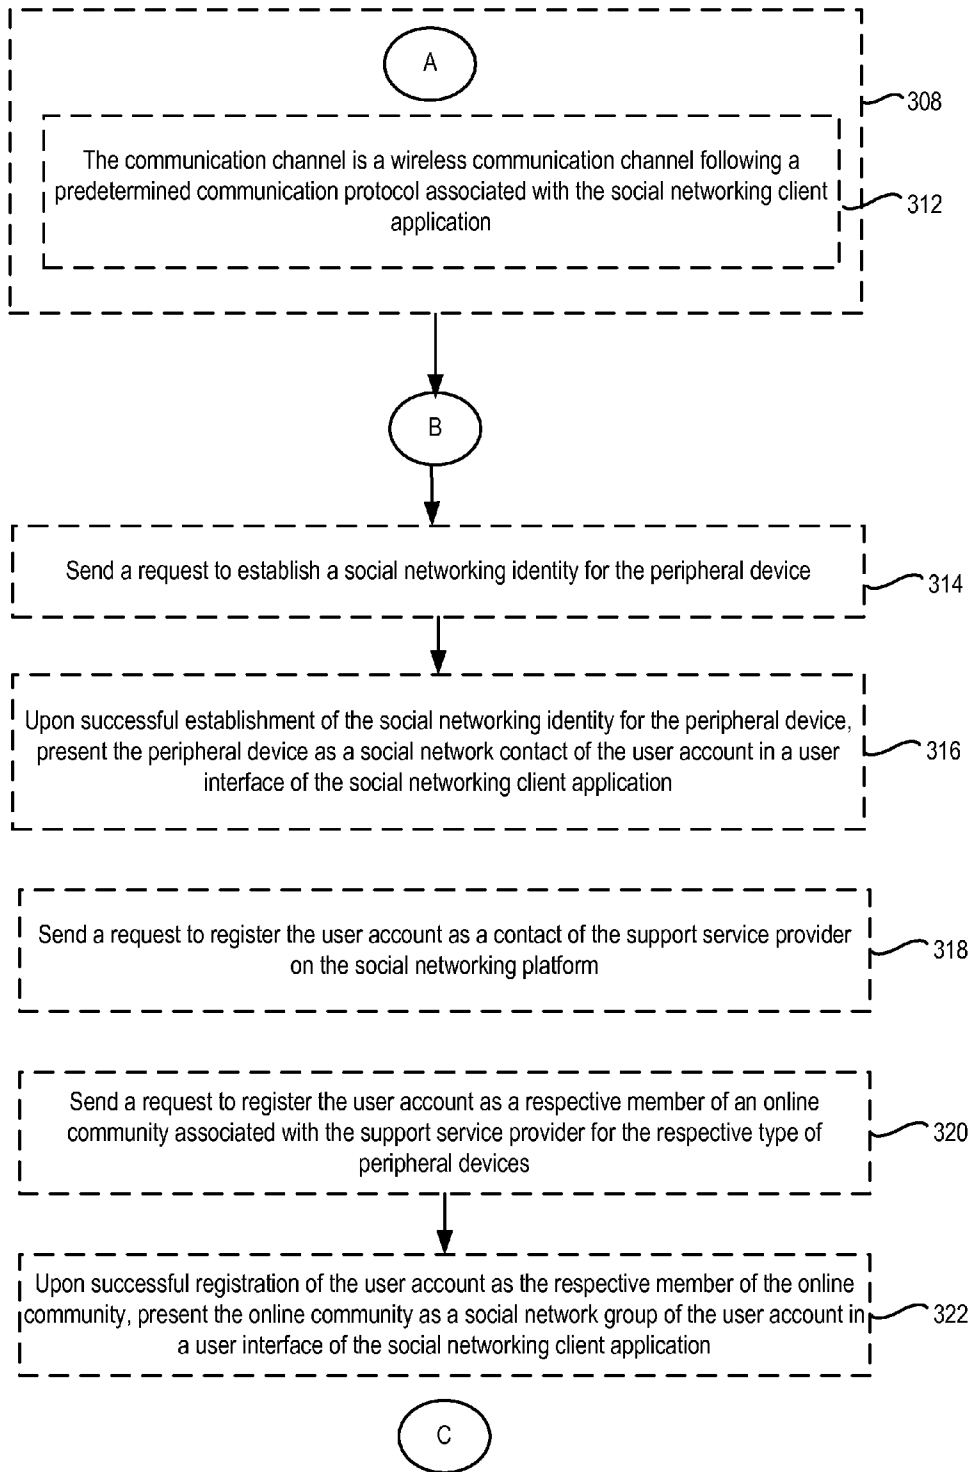 A
308
The communication channel is a wireless communication channel following a
predetermined communication protocol associated with the social networking client
application
312
B
Send a request to establish a social networking identity for the peripheral device
314
Upon successful establishment of the social networking identity for the peripheral device,
present the peripheral device as a social network contact of the user account in a user
interface of the social networking client application
316
Send a request to register the user account as a contact of the support service provider
on the social networking platform
318
Send a request to register the user account as a respective member of an online
community associated with the support service provider for the respective type of
peripheral devices
320
Upon successful registration of the user account as the respective member of the online
community, present the online community as a social network group of the user account in
a user interface of the social networking client application
322
C